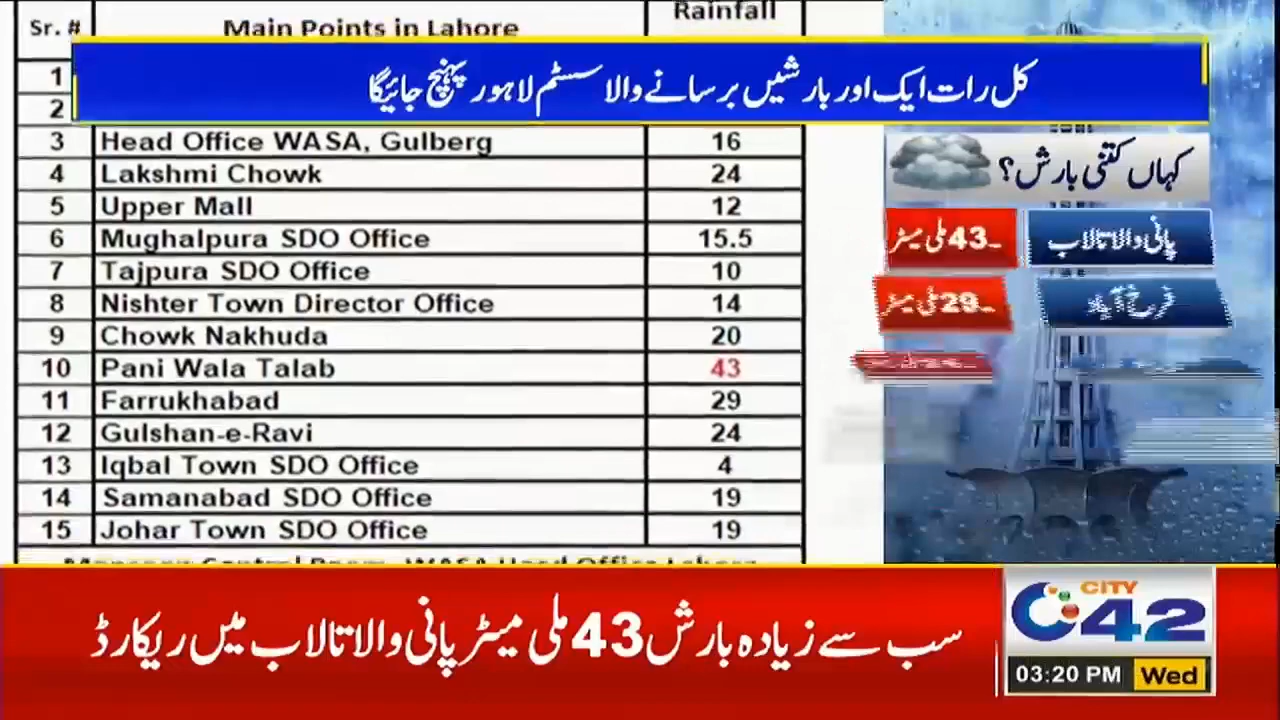 Rainfall
Sr. # Main Points in Lahore
1
2
کل رات ایک اور بارشیں برسانے والا سسٹم لاہور پہنچ جائیگا
3 Head Office WASA, Gulberg 16
4 Lakshmi Chowk 24
5 Upper Mall 12
6 Mughalpura SDO Office 15.5
7 Tajpura SDO Office 10
8 Nishter Town Director Office 14
9 Chowk Nakhuda 20
10 Pani Wala Talab 43
11 Farrukhabad 29
12 Gulshan-e-Ravi 24
13 Iqbal Town SDO Office 4
14 Samanabad SDO Office 19
15 Johar Town SDO Office 19
کہاں کتنی بارش؟
پانی والا تالاب ۔43 ملی میٹر
فرخ آباد ۔29 ملی میٹر
سب سے زیادہ بارش 43 ملی میٹر پانی والا تالاب میں ریکارڈ
CITY
42
03:20 PM Wed